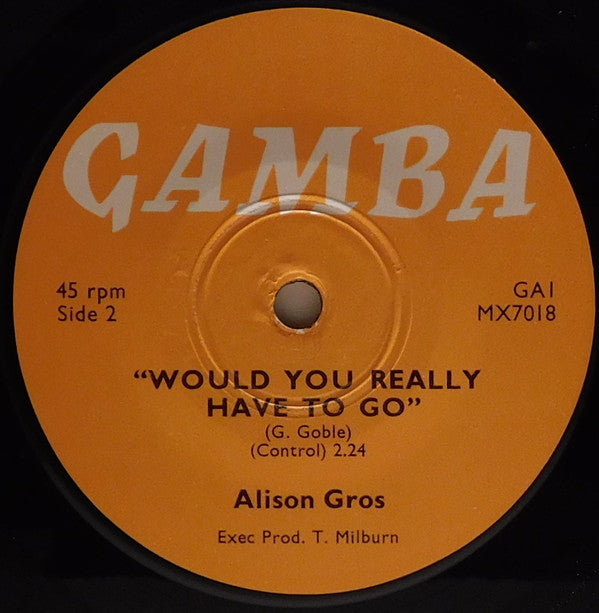 GAMBA
45 rpm
Side 2
GA1
MX7018
“WOULD YOU REALLY
HAVE TO GO”
(G. Goble)
(Control) 2.24
Alison Gros
Exec Prod. T. Milburn